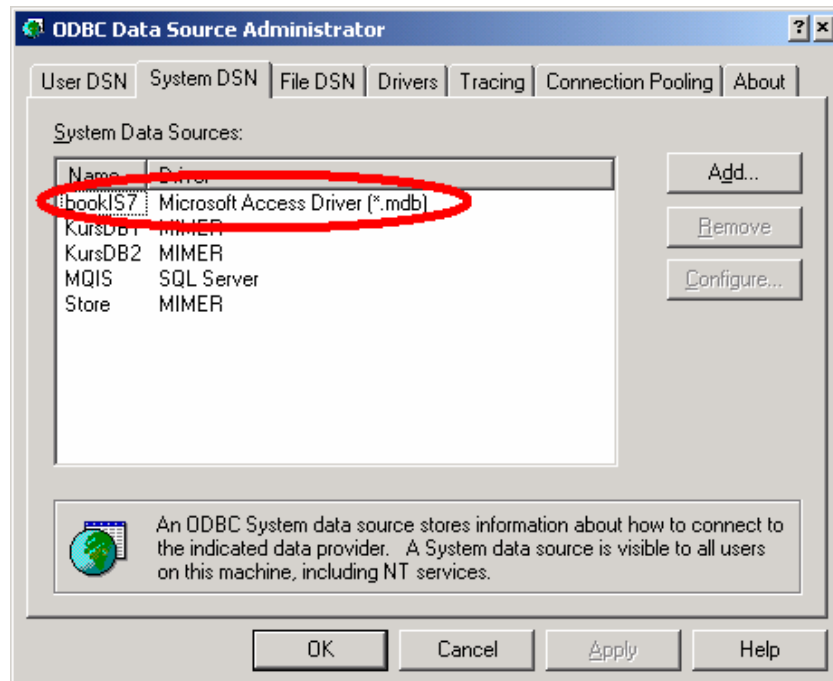 ODBC Data Source Administrator
User DSN System DSN File DSN Drivers Tracing Connection Pooling About
System Data Sources:
Name Driver
bookIS7 Microsoft Access Driver (*.mdb)
KursDB1 MIMER
KursDB2 MIMER
MQIS SQL Server
Store MIMER
Add...
Remove
Configure...
An ODBC System data source stores information about how to connect to
the indicated data provider. A System data source is visible to all users
on this machine, including NT services.
OK Cancel Apply Help